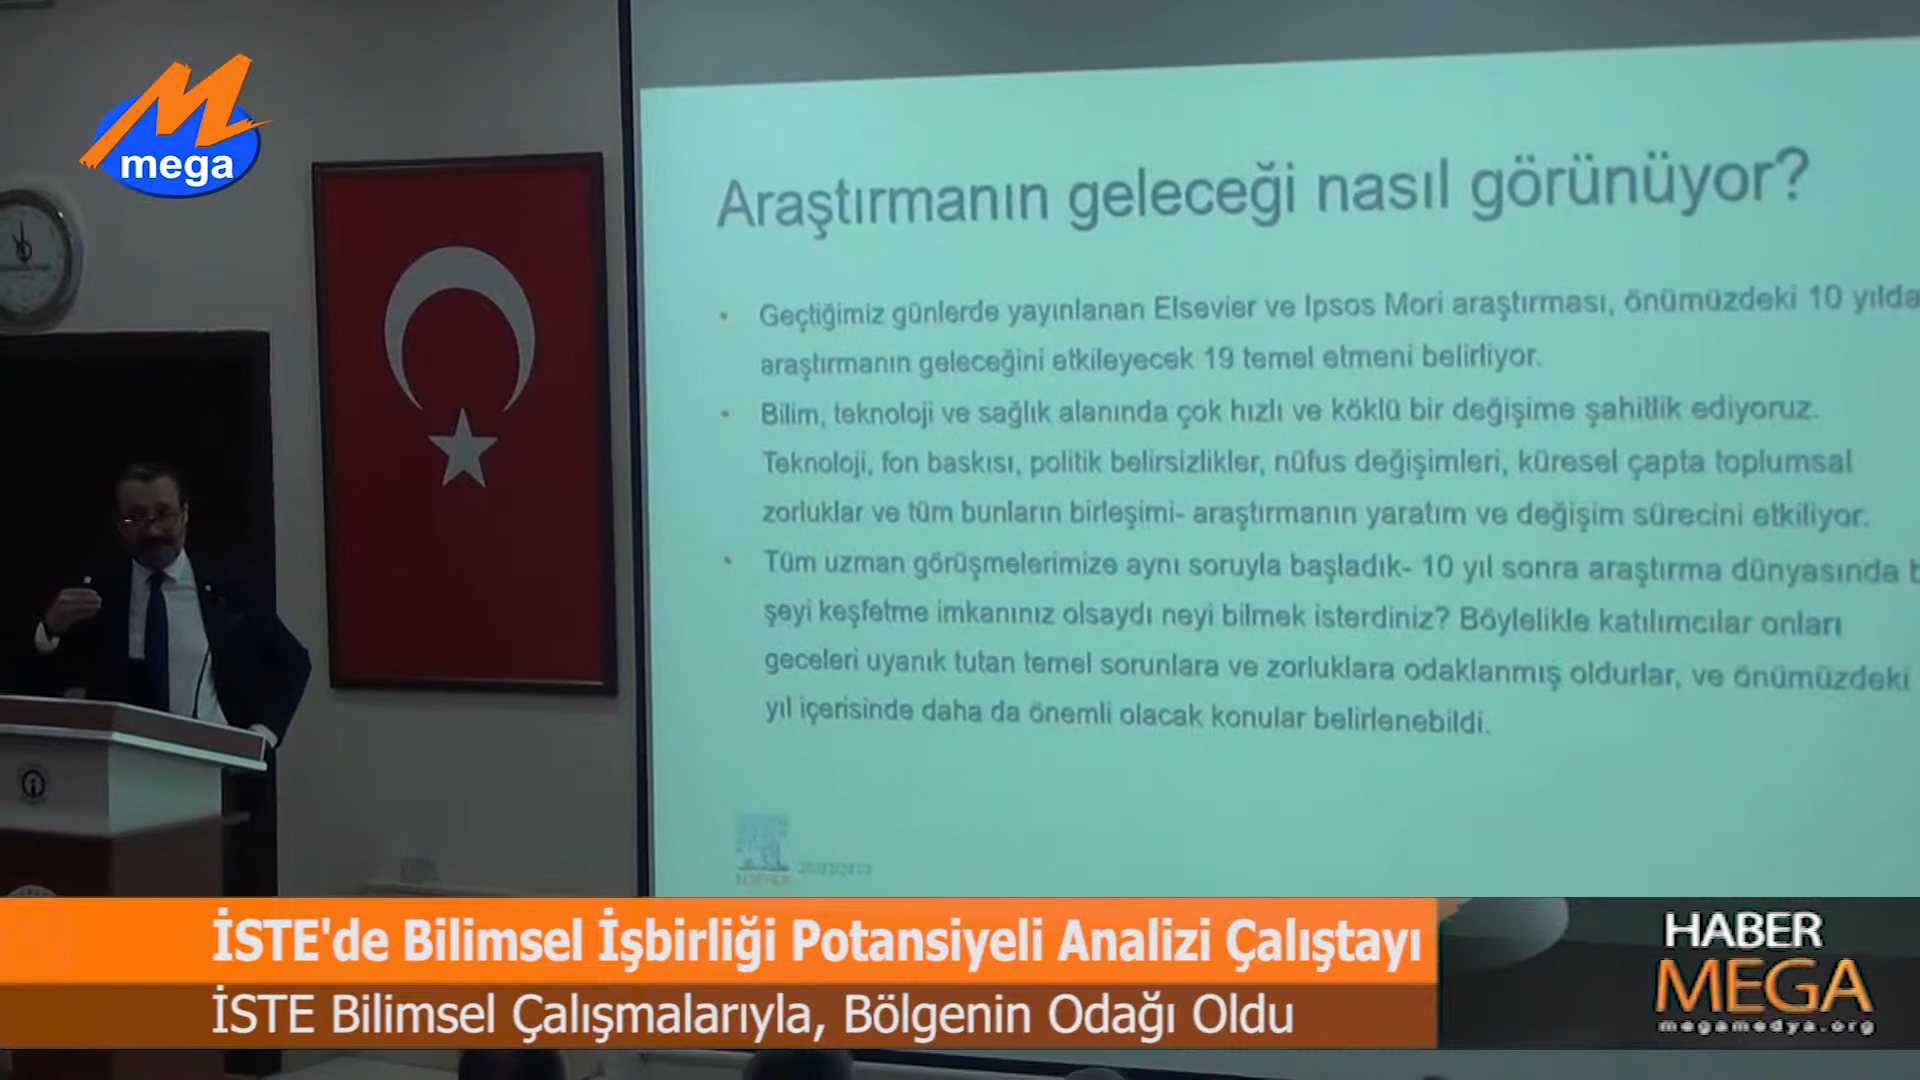 mega
Araştırmanın geleceği nasıl görünüyor?
• Geçtiğimiz günlerde yayınlanan Elsevier ve Ipsos Mori araştırması, önümüzdeki 10 yılda
araştırmanın geleceğini etkileyecek 19 temel etmeni belirliyor.
• Bilim, teknoloji ve sağlık alanında çok hızlı ve köklü bir değişime şahitlik ediyoruz.
Teknoloji, fon baskısı, politik belirsizlikler, nüfus değişimleri, küresel çapta toplumsal
zorluklar ve tüm bunların birleşimi- araştırmanın yaratım ve değişim sürecini etkiliyor.
• Tüm uzman görüşmelerimize aynı soruyla başladık- 10 yıl sonra araştırma dünyasında
şeyi keşfetme imkanınız olsaydı neyi bilmek isterdiniz? Böylelikle katılımcılar onları
geceleri uyanık tutan temel sorunlara ve zorluklara odaklanmış oldurlar, ve önümüzdeki
yıl içerisinde daha da önemli olacak konular belirlenebildi.
İSTE'de Bilimsel İşbirliği Potansiyeli Analizi Çalıştayı
İSTE Bilimsel Çalışmalarıyla, Bölgenin Odağı Oldu
HABER
MEGA
megamedya.org